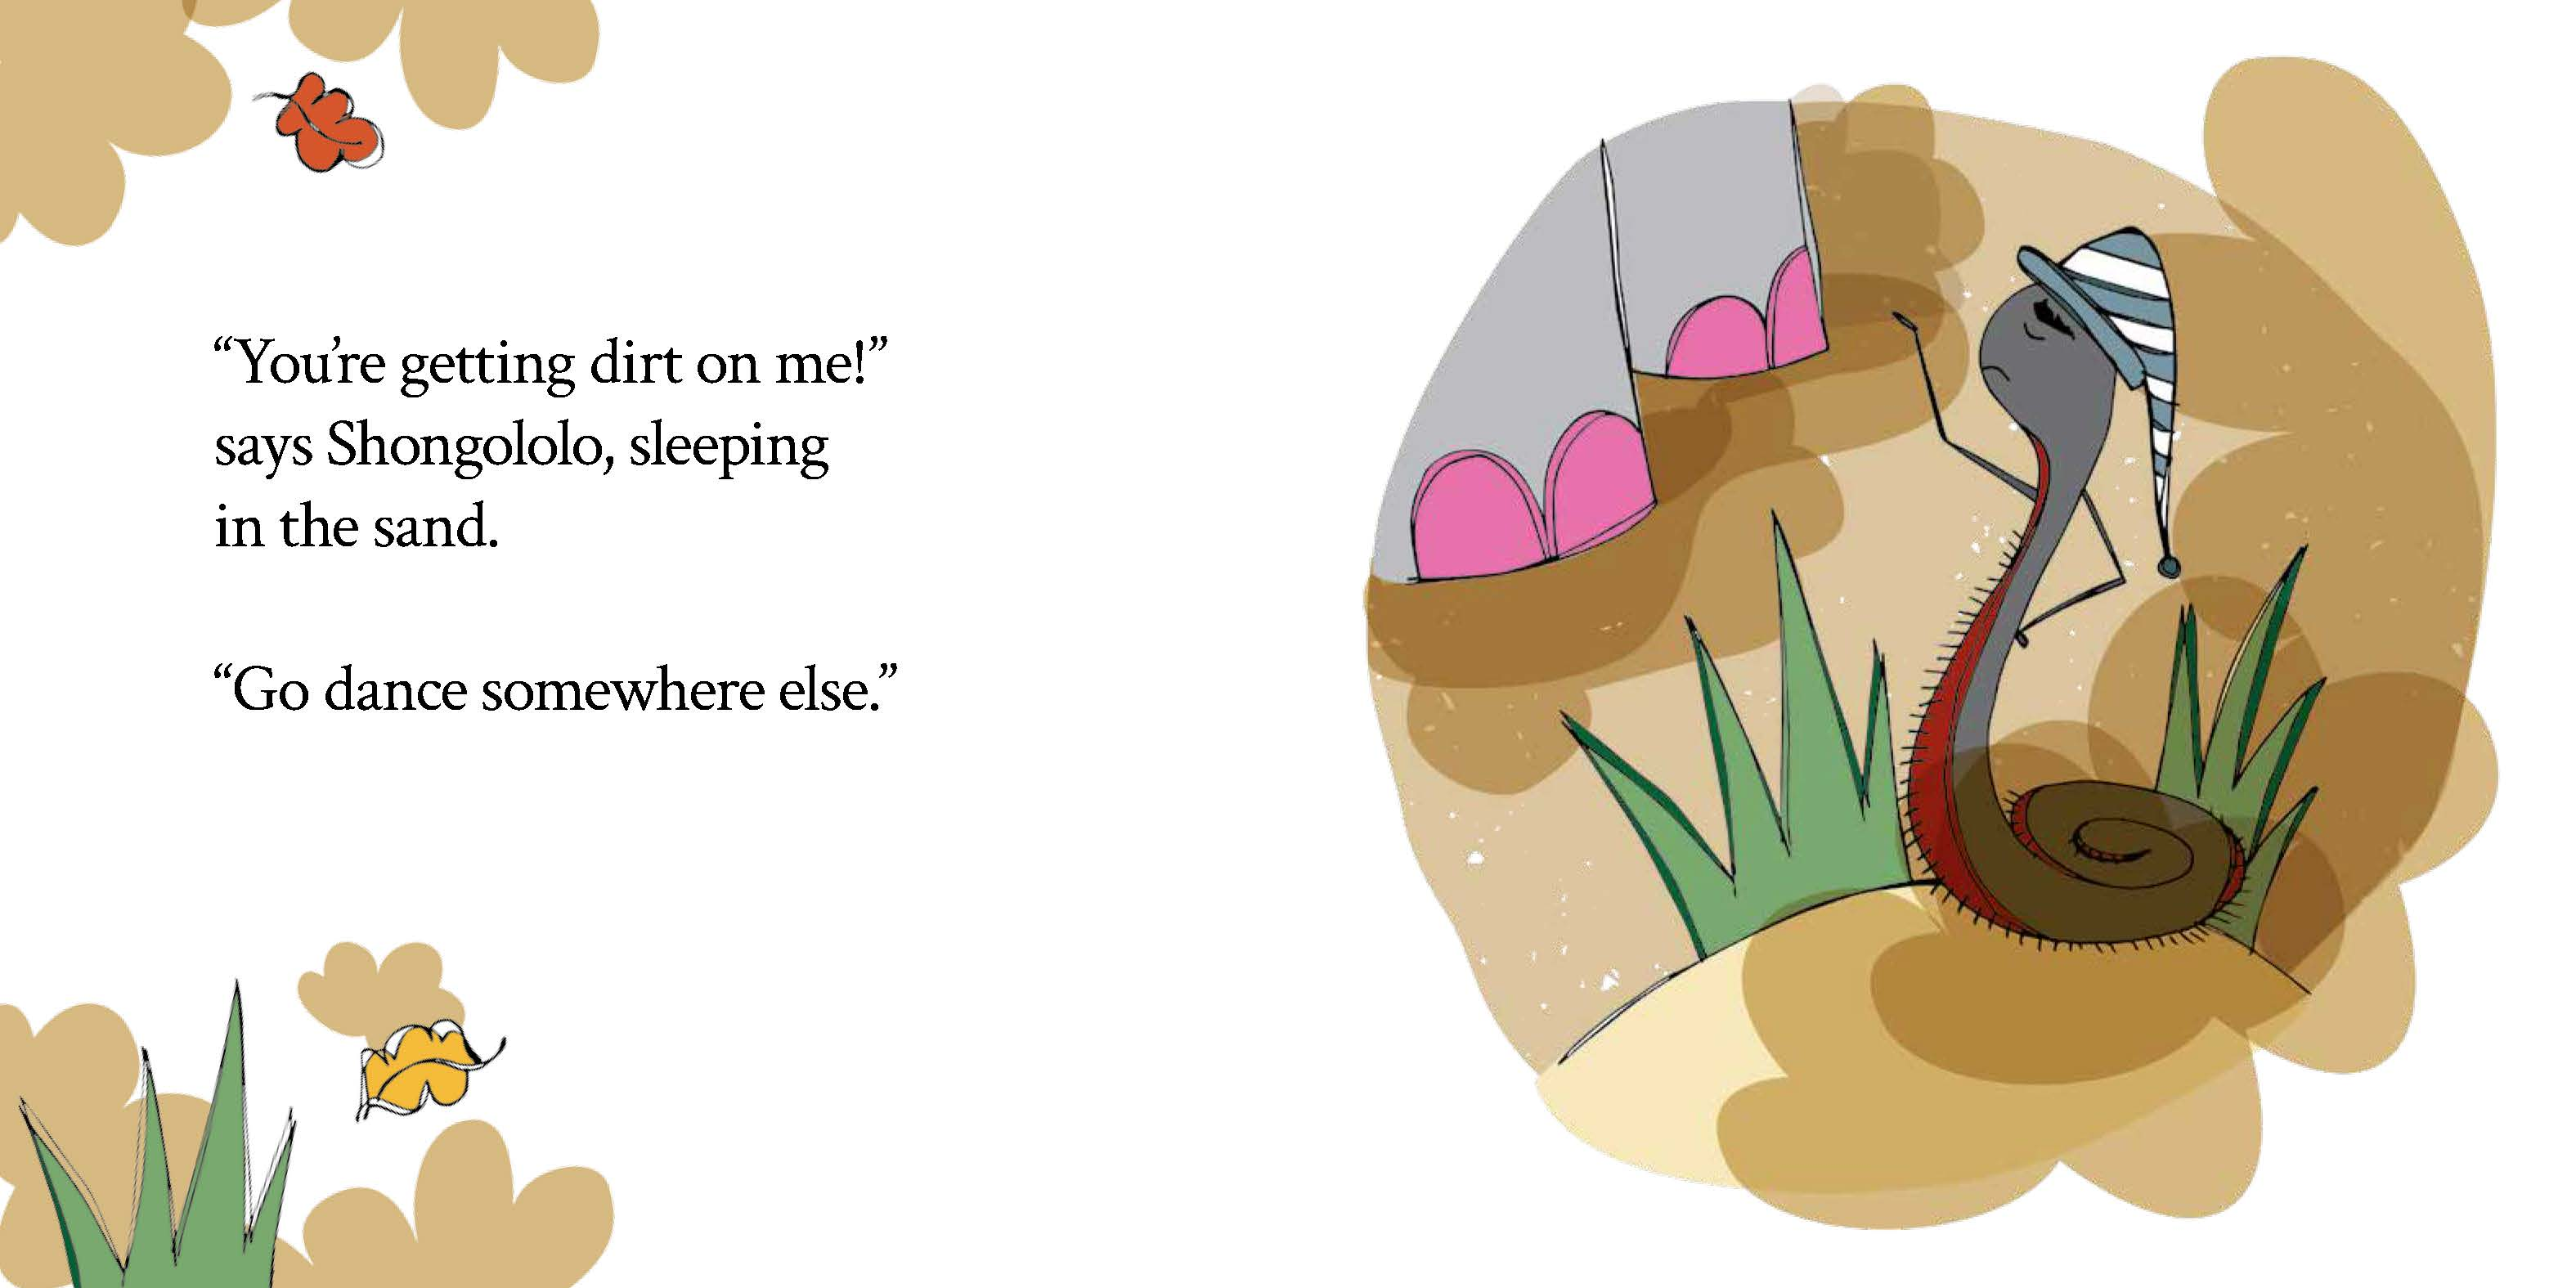 “You’re getting dirt on me!”
says Shongololo, sleeping
in the sand.
“Go dance somewhere else.”